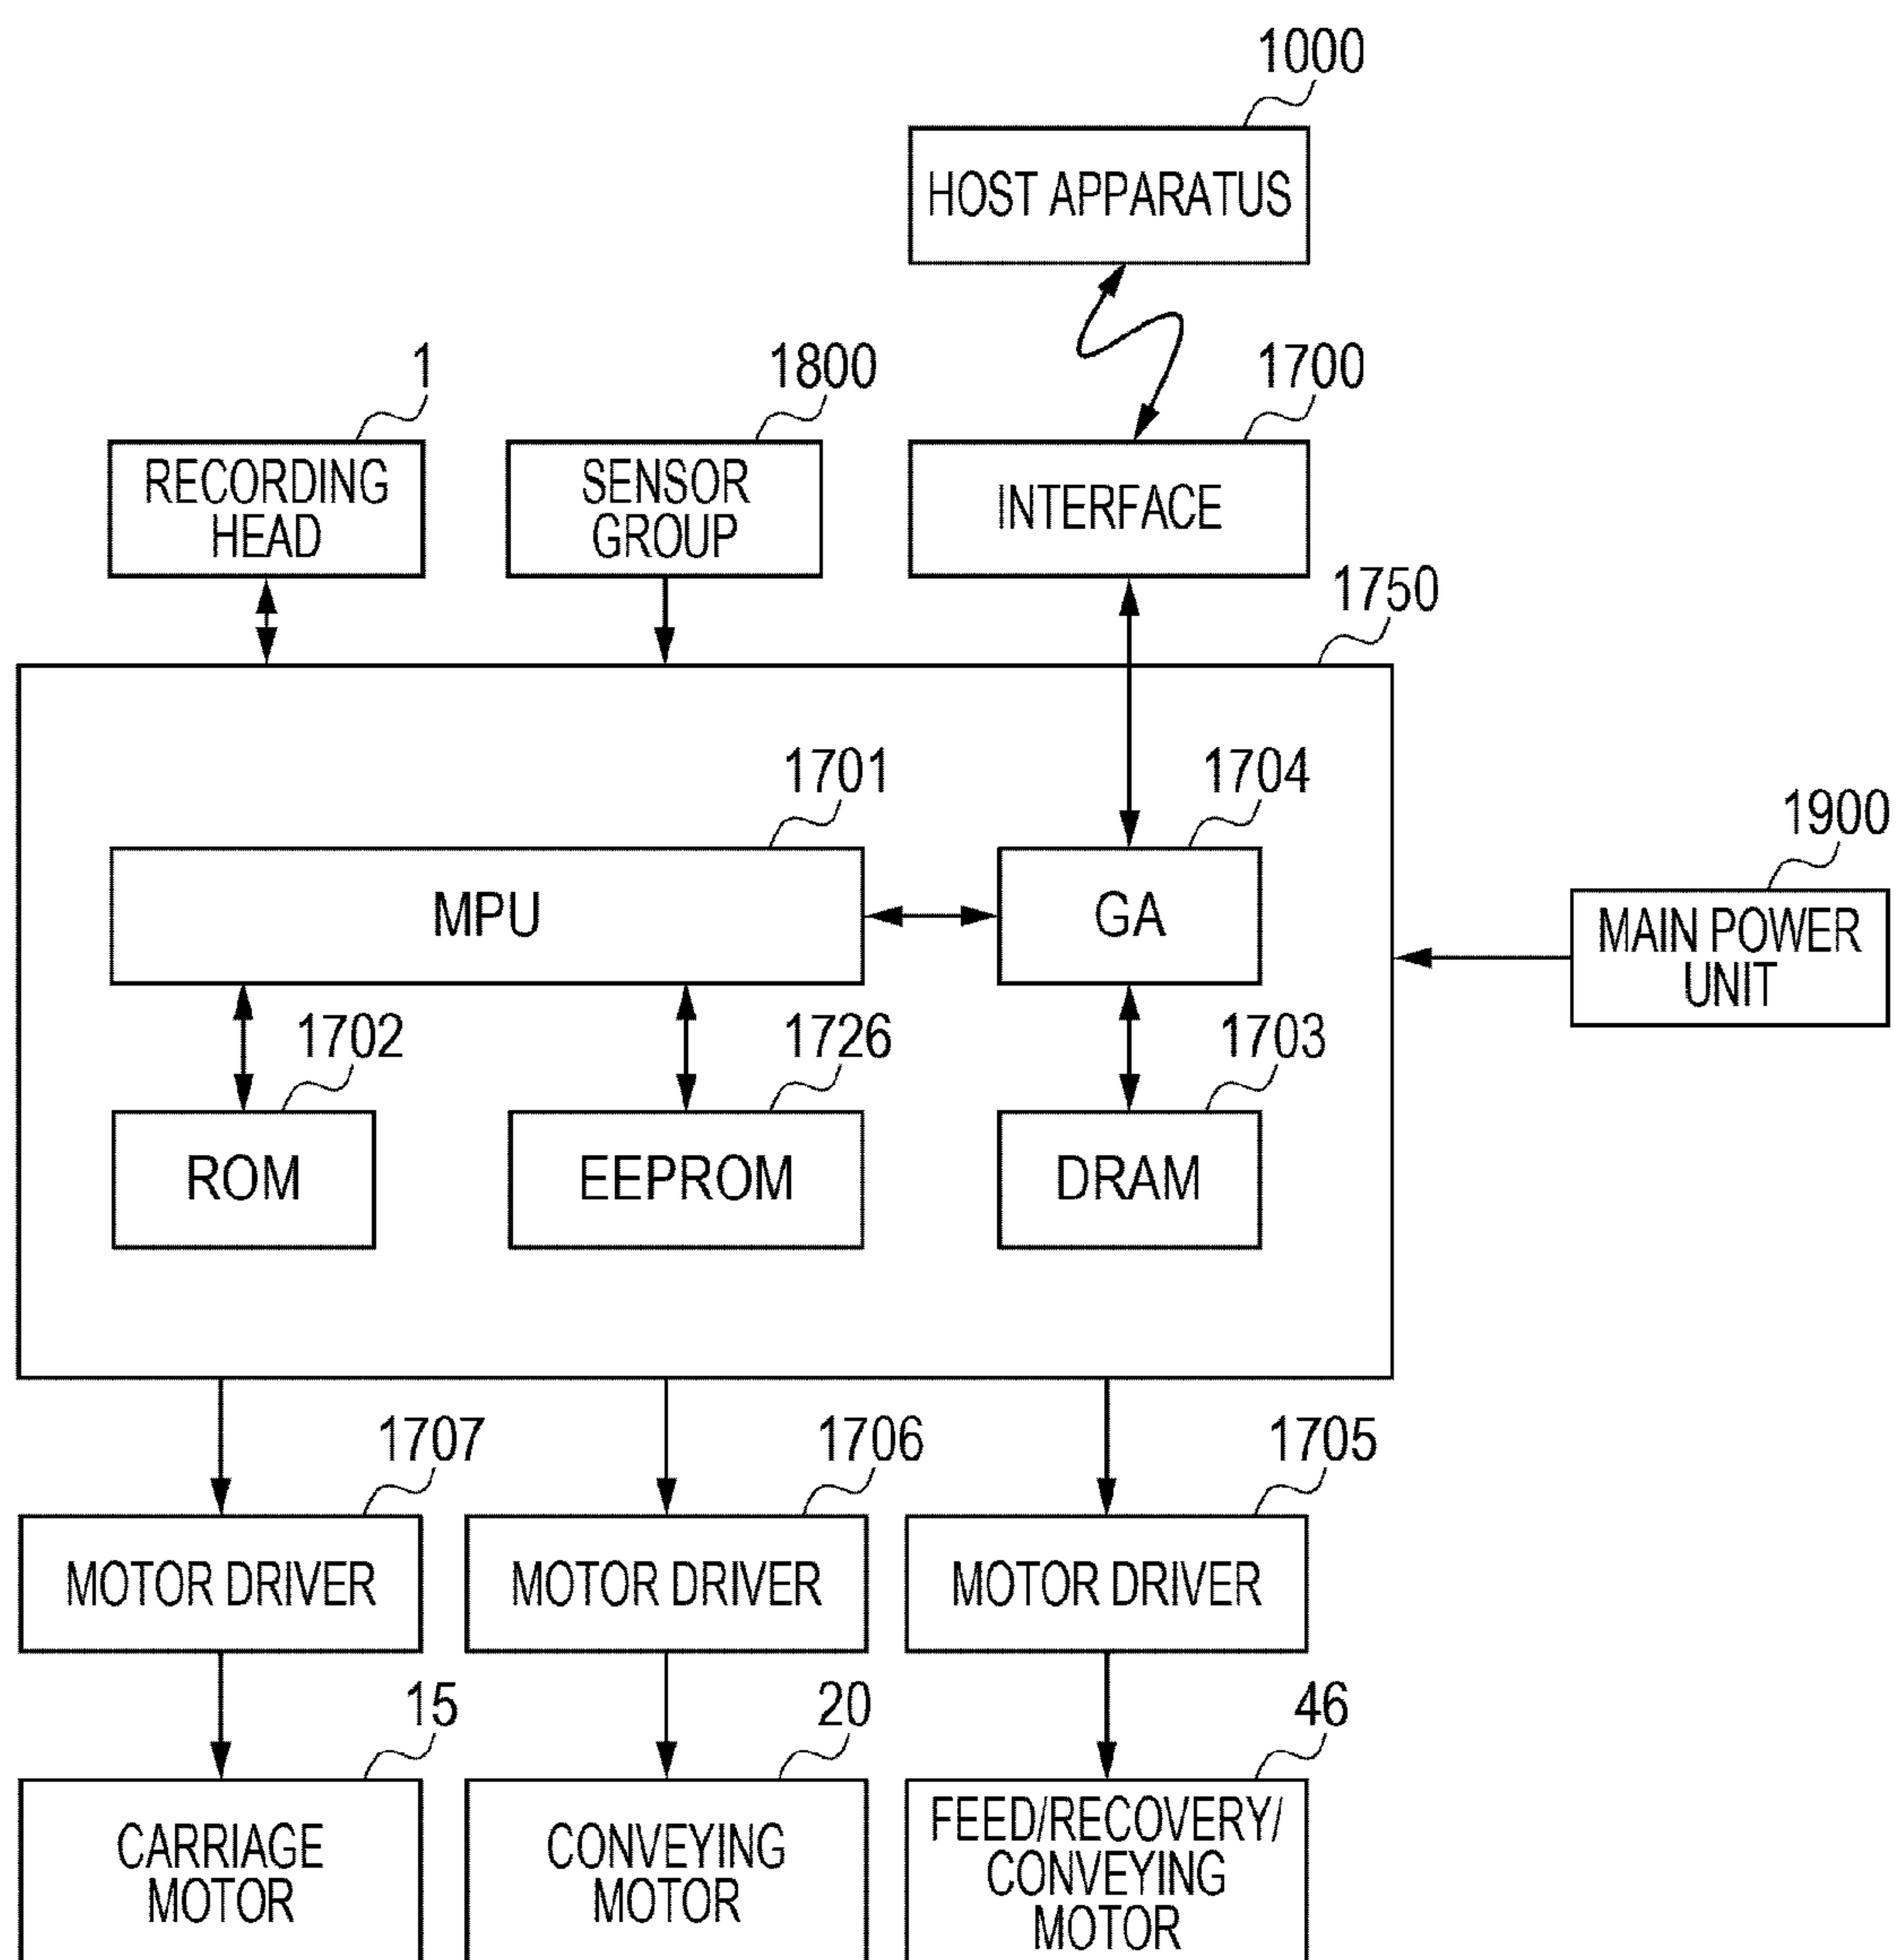 1000
HOST APPARATUS
1
1800
1700
RECORDING
HEAD
SENSOR
GROUP
INTERFACE
1750
1701
1704
1900
MPU
GA
MAIN POWER
UNIT
1702
1726
1703
ROM
EEPROM
DRAM
1707
1706
1705
MOTOR DRIVER
MOTOR DRIVER
MOTOR DRIVER
15
20
46
CARRIAGE
MOTOR
CONVEYING
MOTOR
FEED/RECOVERY/
CONVEYING
MOTOR